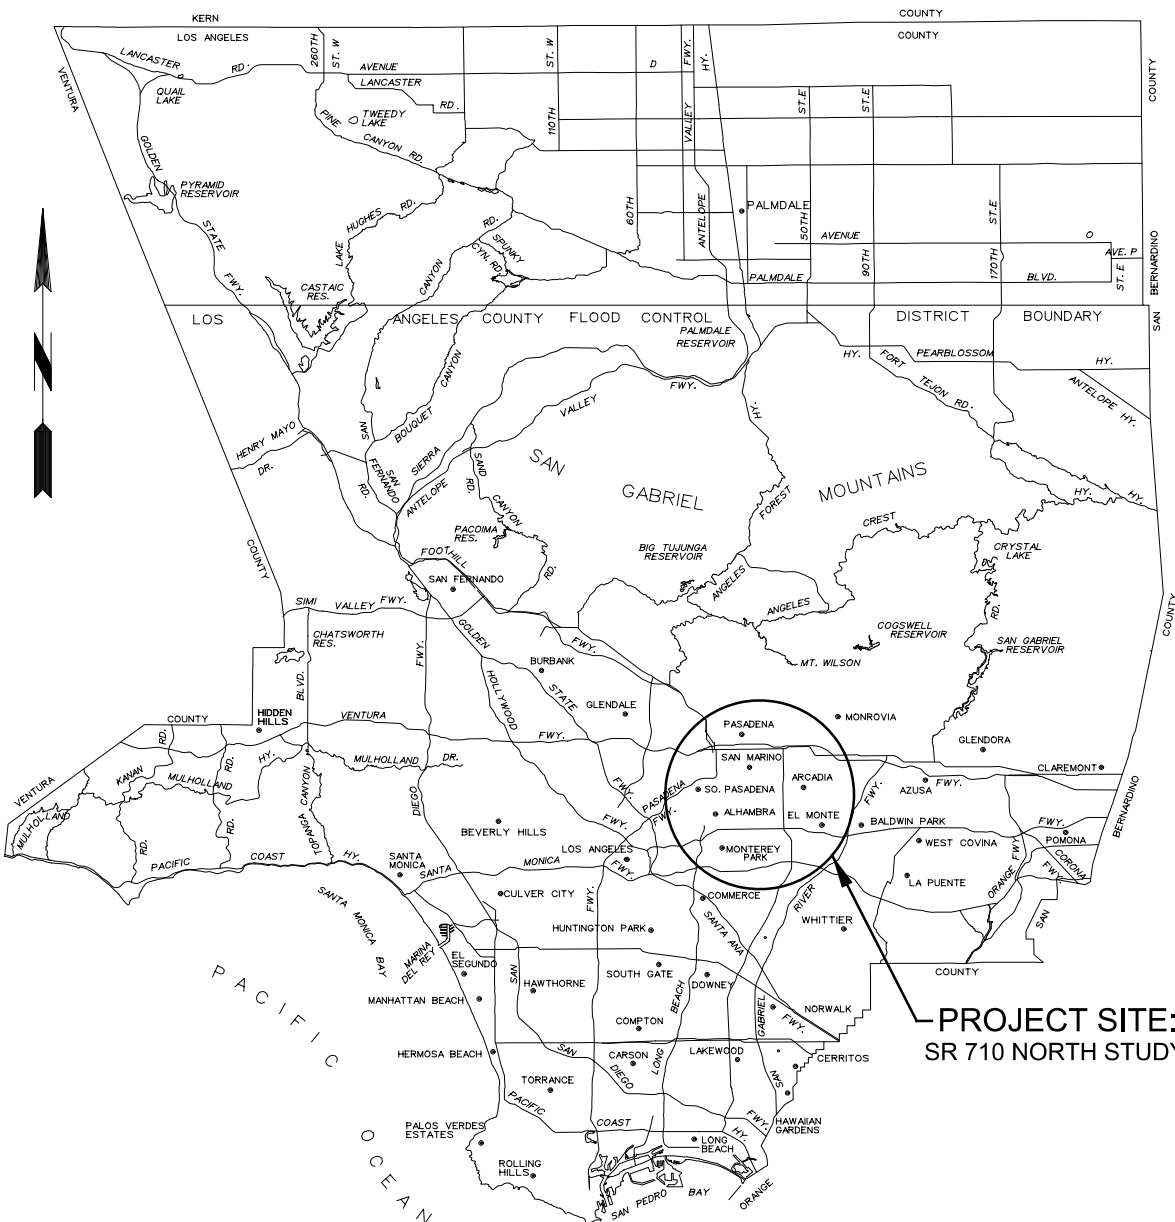 KERN
COUNTY
LOS ANGELES
COUNTY
VENTURA
LANCASTER
RD.
260TH
ST. W
AVENUE
ST. W
110TH
D
FWY.
HY.
VALLEY
COUNTY
QUAIL
LAKE
LANCASTER
RD.
TWEEDY
LAKE
PINE
CANYON
RD.
ST.E
ST.E
GOLDEN
PYRAMID
RESERVOIR
STATE
FWY.
HUGHES
RD.
LAKE
RD.
SPUNKY
CYN. RD.
CANYON
60TH
ANTELOPE
PALMDALE
50TH
AVENUE
90TH
ST.E
170TH
O
AVE. P
ST. E
BERNARDINO
PALMDALE
BLVD.
CASTAIC
RES.
LOS
ANGELES
COUNTY
FLOOD
CONTROL
DISTRICT
BOUNDARY
SAN
PALMDALE
RESERVOIR
CANYON
BOUQUET
FWY.
HY.
HY.
FORT
TEJON
RD.
PEARBLOSSOM
HY.
ANTELOPE
HY.
VALLEY
SIERRA
HENRY MAYO
DR.
SAN
FERNANDO
RD.
SAN
FERNANDO
RD.
ANTELOPE
SAND
CANYON
RD.
RD.
SAN
GABRIEL
MOUNTAINS
FOREST
HY.
HY.
CREST
PACOIMA
RES.
BIG TUJUNGA
RESERVOIR
CRYSTAL
LAKE
FOOTHILL
SAN FERNANDO
COUNTY
ANGELES
ANGELES
RD.
COUNTY
SIMI
VALLEY
FWY.
FWY.
COGSWELL
RESERVOIR
SAN GABRIEL
RESERVOIR
CHATSWORTH
RES.
GOLDEN
MT. WILSON
FWY.
HOLLYWOOD
BURBANK
STATE
BLVD.
GLENDALE
COUNTY
HIDDEN
HILLS
VENTURA
FWY.
PASADENA
MONROVIA
GLENDORA
RD.
RD.
HY.
KANAN
MULHOLLAND
MULHOLLAND
DR.
SAN MARINO
ARCADIA
CLAREMONT
VENTURA
MULHOLLAND
RD.
RD.
TOPANGA
CANYON
DIEGO
FWY.
PASADENA
FWY.
SO. PASADENA
FWY.
AZUSA
FWY.
BERNARDINO
BEVERLY HILLS
ALHAMBRA
EL MONTE
BALDWIN PARK
FWY.
POMONA
PACIFIC
COAST
HY.
SANTA
MONICA
SANTA
MONICA
LOS ANGELES
FWY.
MONTEREY
PARK
WEST COVINA
FWY.
CORONA
FWY.
CULVER CITY
FWY.
COMMERCE
RIVER
LA PUENTE
ORANGE
SANTA MONICA
BAY
MARINA
DEL REY
HUNTINGTON PARK
SANTA ANA
WHITTIER
SAN
COUNTY
EL
SEGUNDO
SAN
SOUTH GATE
DOWNEY
HAWTHORNE
BEACH
MANHATTAN BEACH
GABRIEL
FWY.
NORWALK
PACIFIC
COMPTON
PROJECT SITE:
SR 710 NORTH STUDY
HERMOSA BEACH
SAN
DIEGO
CARSON
LONG
LAKEWOOD
CERRITOS
TORRANCE
SAN
PACIFIC
COAST
FWY.
HY.
HAWAIIAN
GARDENS
PALOS VERDES
ESTATES
LONG
BEACH
ROLLING
HILLS
OCEAN
SAN PEDRO
BAY
ORANGE
N